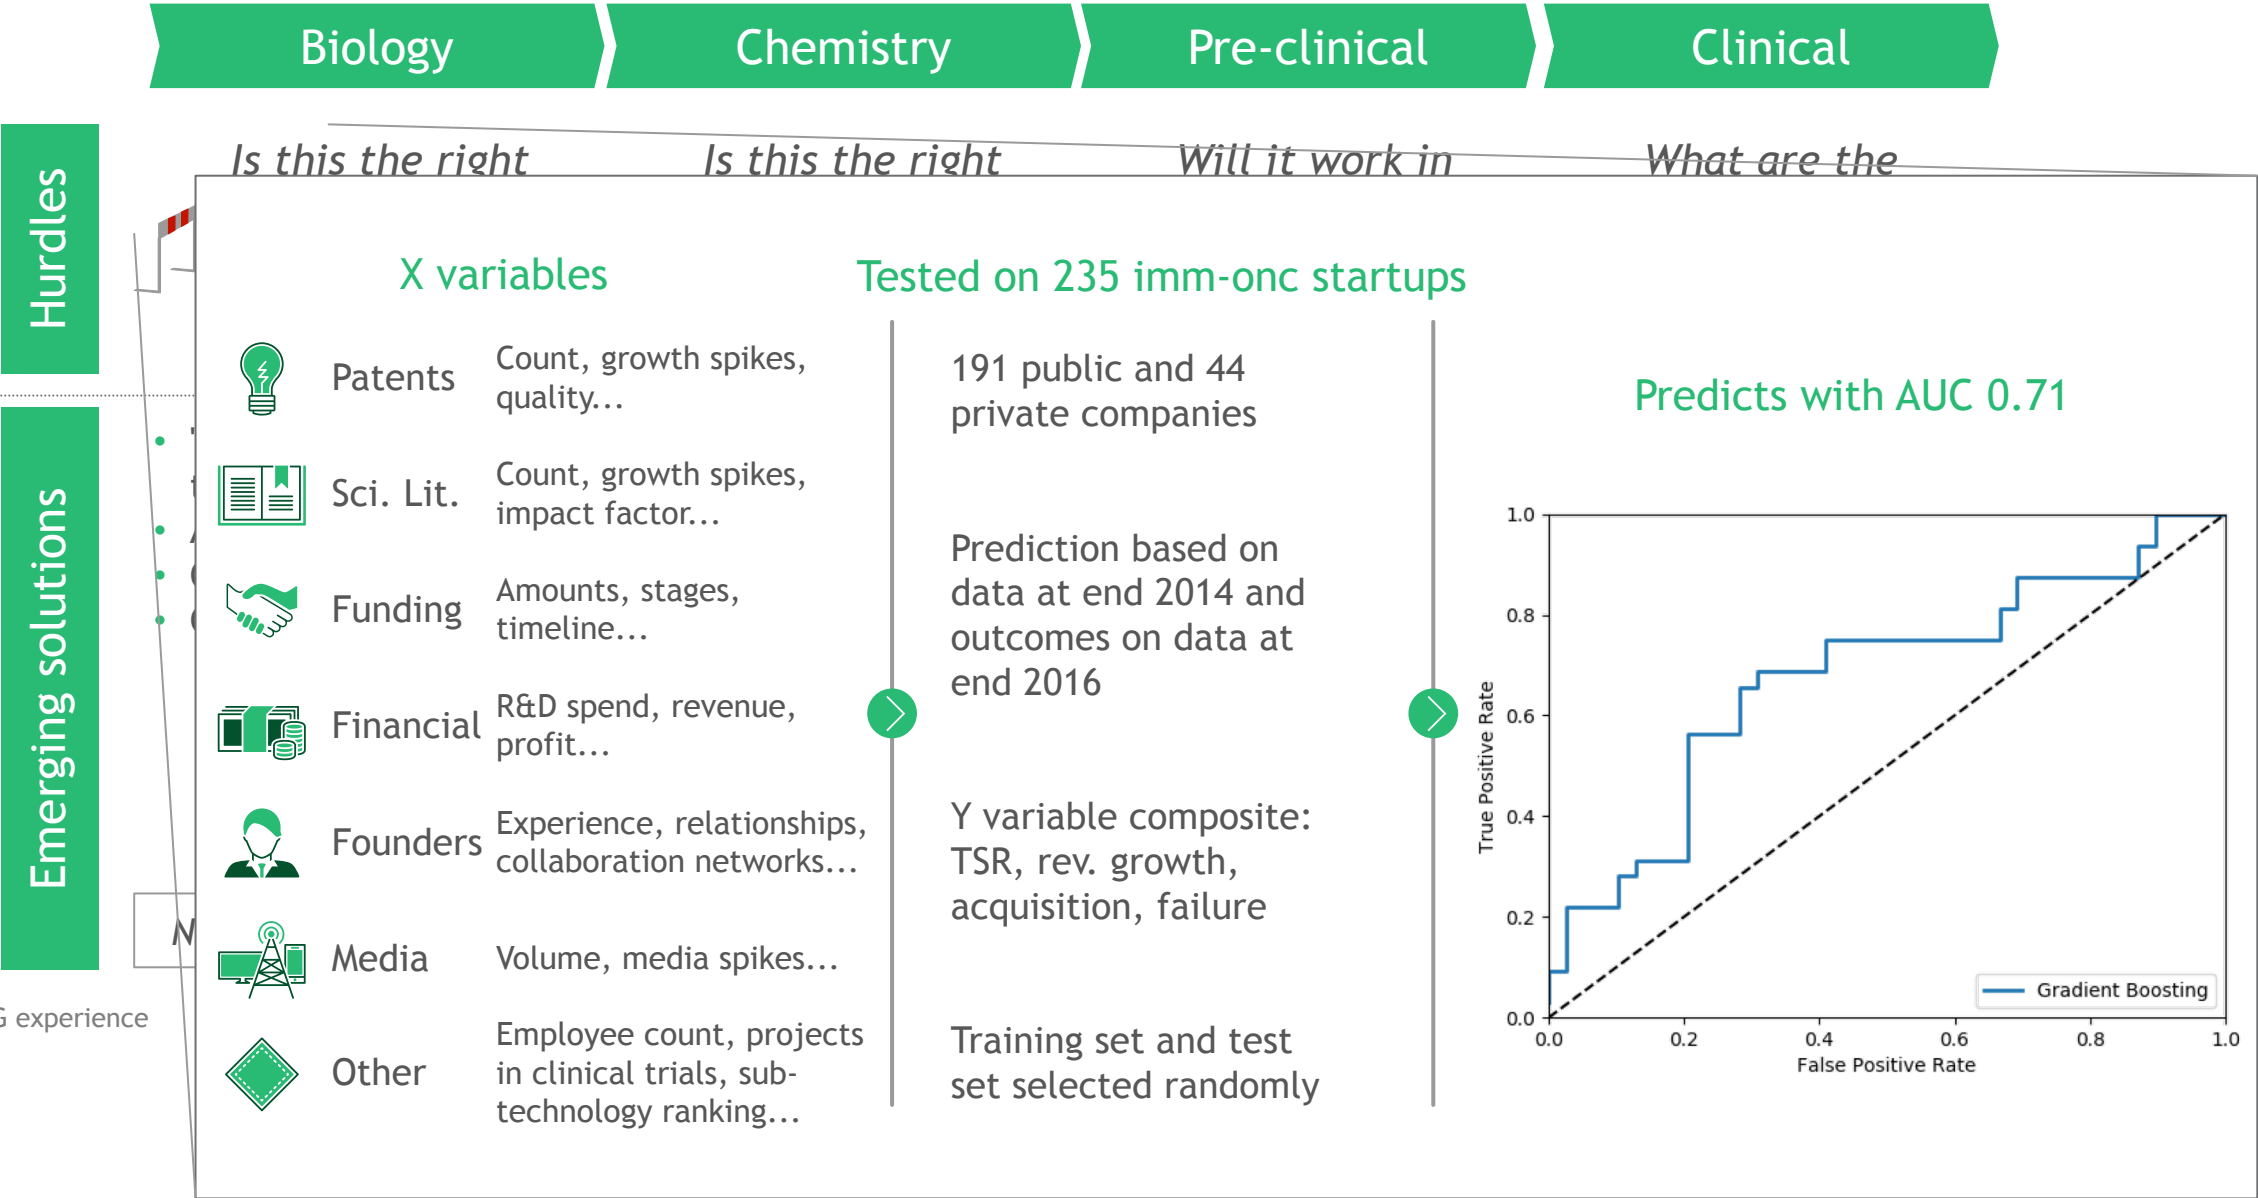 Biology
Chemistry
Pre-clinical
Clinical
Hurdles
Is this the right
Is this the right
Will it work in
What are the
Emerging solutions
experience
X variables
Patents
Count, growth spikes,
quality...
Sci. Lit.
Count, growth spikes,
impact factor...
Funding
Amounts, stages,
timeline...
Financial
R&D spend, revenue,
profit...
Founders
Experience, relationships,
collaboration networks...
Media
Volume, media spikes...
Other
Employee count, projects
in clinical trials, sub-
technology ranking...
Tested on 235 imm-onc startups
191 public and 44
private companies
Prediction based on
data at end 2014 and
outcomes on data at
end 2016
Y variable composite:
TSR, rev. growth,
acquisition, failure
Training set and test
set selected randomly
Predicts with AUC 0.71
1.0
0.8
0.6
0.4
0.2
0.0
True Positive Rate
Gradient Boosting
0.0 0.2 0.4 0.6 0.8 1.0
False Positive Rate